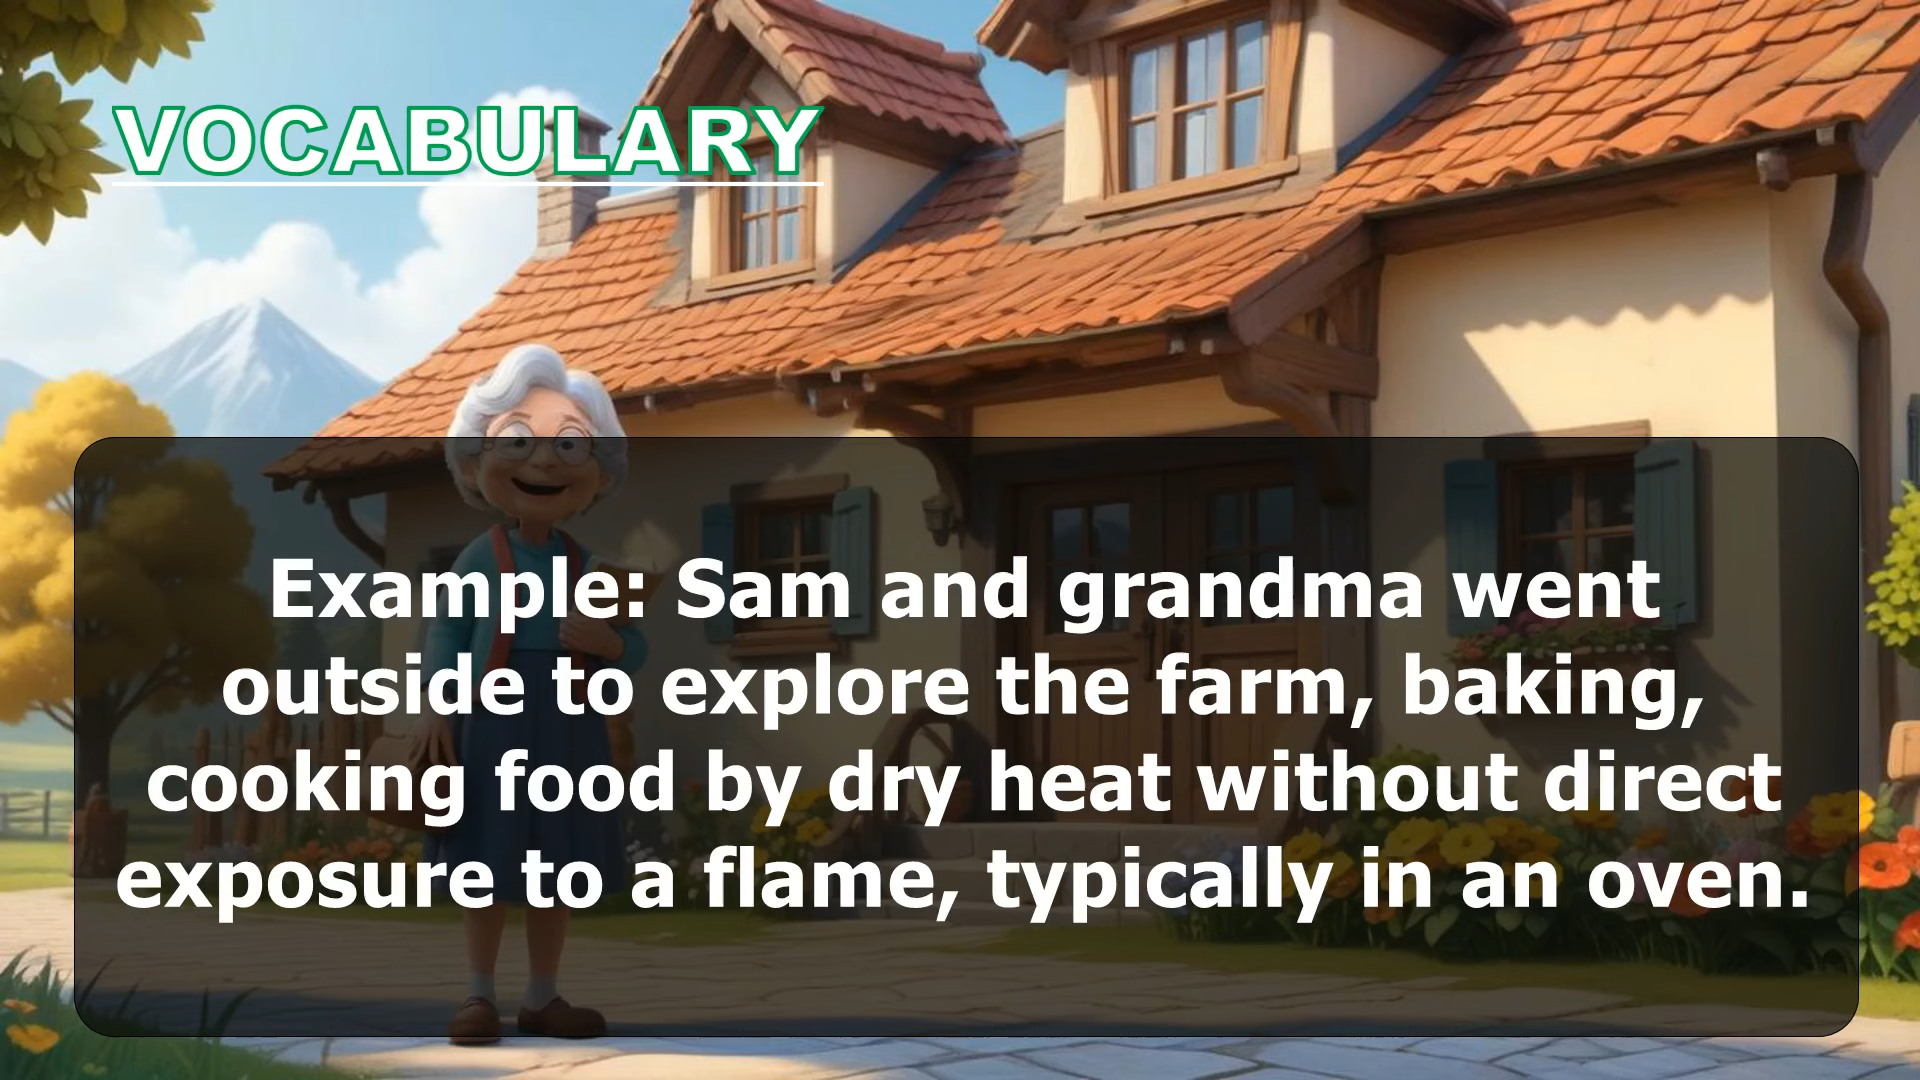 VOCABULARY
Example: Sam and grandma went
outside to explore the farm, baking,
cooking food by dry heat without direct
exposure to a flame, typically in an oven.